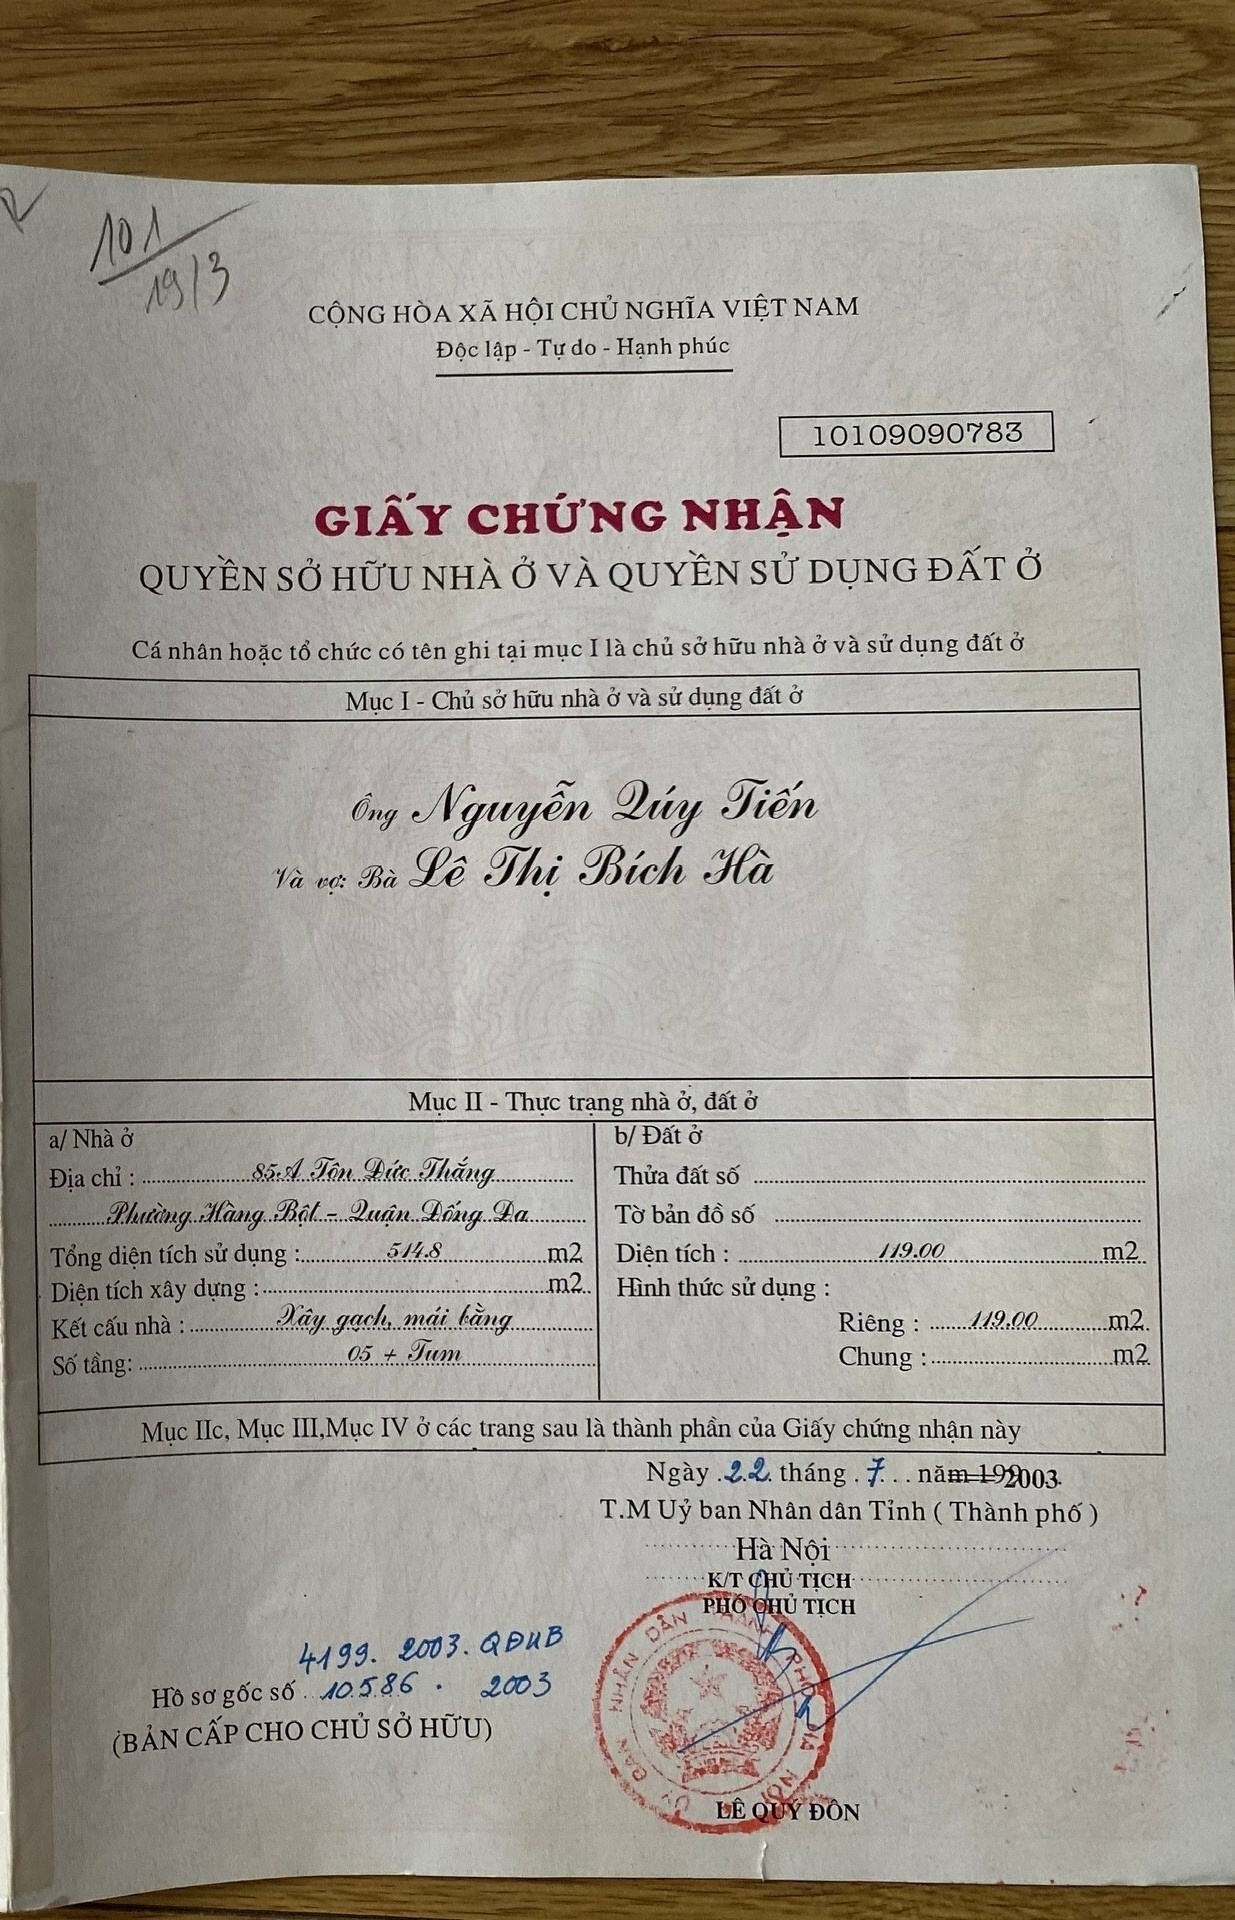 101
19/3
CỘNG HÒA XÃ HỘI CHỦ NGHĨA VIỆT NAM
Độc lập - Tự do - Hạnh phúc
10109090783
GIẤY CHỨNG NHẬN
QUYỀN SỞ HỮU NHÀ Ở VÀ QUYỀN SỬ DỤNG ĐẤT Ở
Cá nhân hoặc tổ chức có tên ghi tại mục I là chủ sở hữu nhà ở và sử dụng đất ở
Mục I - Chủ sở hữu nhà ở và sử dụng đất ở
Ông Nguyễn Qúy Tiến
Và vợ: Bà Lê Thị Bích Hà
Mục II - Thực trạng nhà ở, đất ở
a/ Nhà ở
Địa chỉ : 85A Tôn Đức Thắng
Phường Hàng Bột - Quận Đống Đa
Tổng diện tích sử dụng : 514.8 m2
Diện tích xây dựng : m2
Kết cấu nhà : Xây gạch, mái bằng
Số tầng: 05 + Tum
b/ Đất ở
Thửa đất số
Tờ bản đồ số
Diện tích : 119.00 m2
Hình thức sử dụng :
Riêng : 119.00 m2
Chung : m2
Mục IIc, Mục III,Mục IV ở các trang sau là thành phần của Giấy chứng nhận này
Ngày 22 tháng 7 năm 199 2003
T.M Uỷ ban Nhân dân Tỉnh ( Thành phố )
Hà Nội
K/T CHỦ TỊCH
PHÓ CHỦ TỊCH
ỦY BAN NHÂN DÂN THÀNH PHỐ HÀ NỘI
4199. 2003. QĐUB
Hồ sơ gốc số 10586 . 2003
(BẢN CẤP CHO CHỦ SỞ HỮU)
LÊ QUÝ ĐÔN